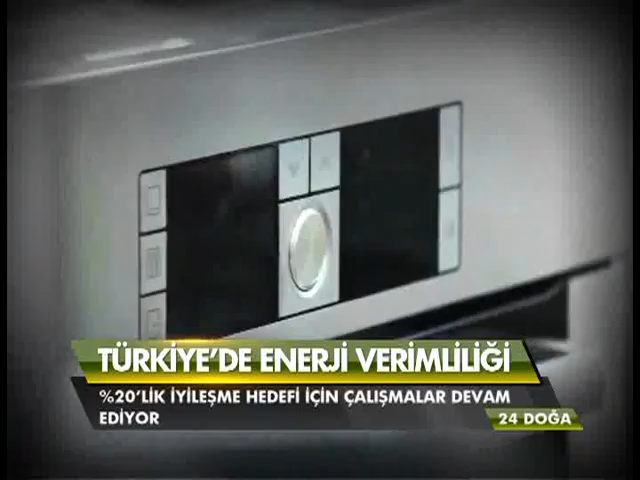 TÜRKİYE'DE ENERJİ VERİMLİLİĞİ
%20'LİK İYİLEŞME HEDEFİ İÇİN ÇALIŞMALAR DEVAM
EDİYOR
24 DOĞA